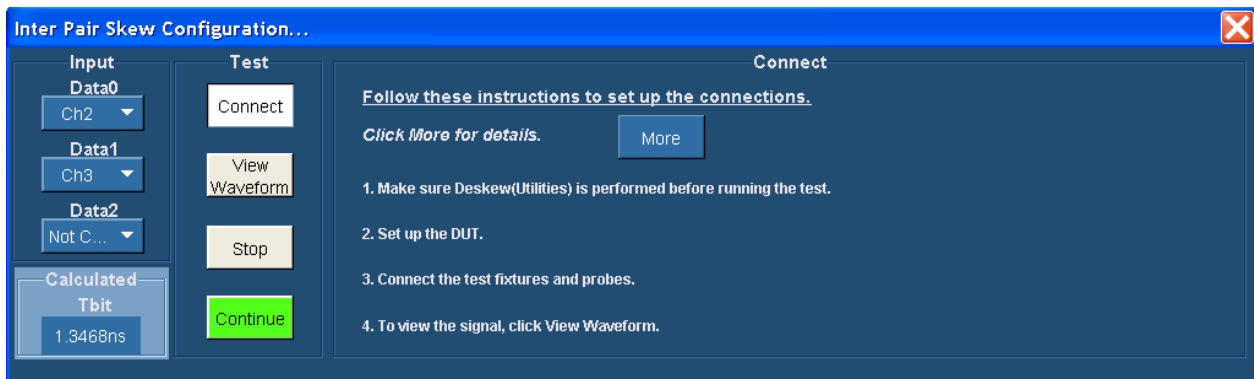 Inter Pair Skew Configuration...
Input
Data0
Ch2
Data1
Ch3
Data2
Not C...
Calculated
Tbit
1.3468ns
Test
Connect
View
Waveform
Stop
Continue
Connect
Follow these instructions to set up the connections.
Click More for details.
More
1. Make sure Deskew(Utilities) is performed before running the test.
2. Set up the DUT.
3. Connect the test fixtures and probes.
4. To view the signal, click View Waveform.